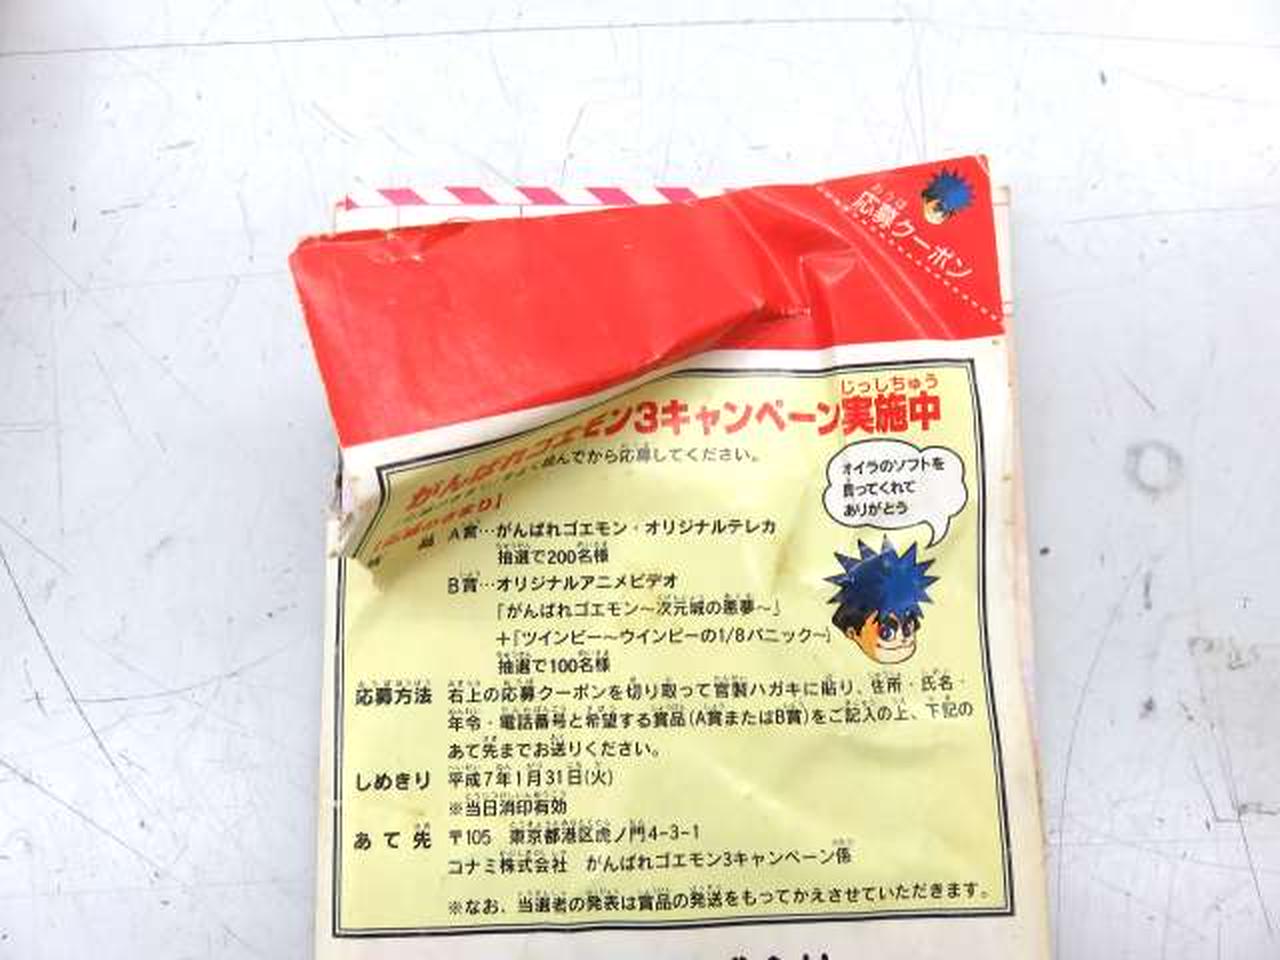 応募クーポン
がんばれゴエモン3キャンペーン実施中
んでから応募してください。
オイラのソフトを
買ってくれて
ありがとう
品 A賞…がんばれゴエモン・オリジナルテレカ
抽選で200名様
B賞…オリジナルアニメビデオ
「がんばれゴエモン〜次元城の悪夢〜」
+「ツインビー〜ウインビーの1/8パニック〜」
抽選で100名様
応募方法 右上の応募クーポンを切り取って官製ハガキに貼り、住所・氏名・
年令・電話番号と希望する賞品(A賞またはB賞)をご記入の上、下記の
あて先までお送りください。
しめきり 平成7年1月31日(火)
※当日消印有効
あて先 〒105 東京都港区虎ノ門4-3-1
コナミ株式会社 がんばれゴエモン3キャンペーン係
※なお、当選者の発表は賞品の発送をもってかえさせていただきます。